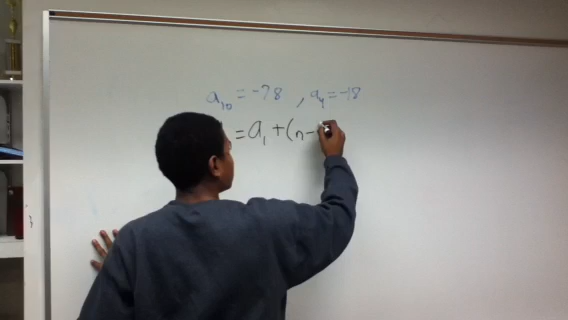 a₁₀ = -78 , a₄ = -18
= a₁ + (n-